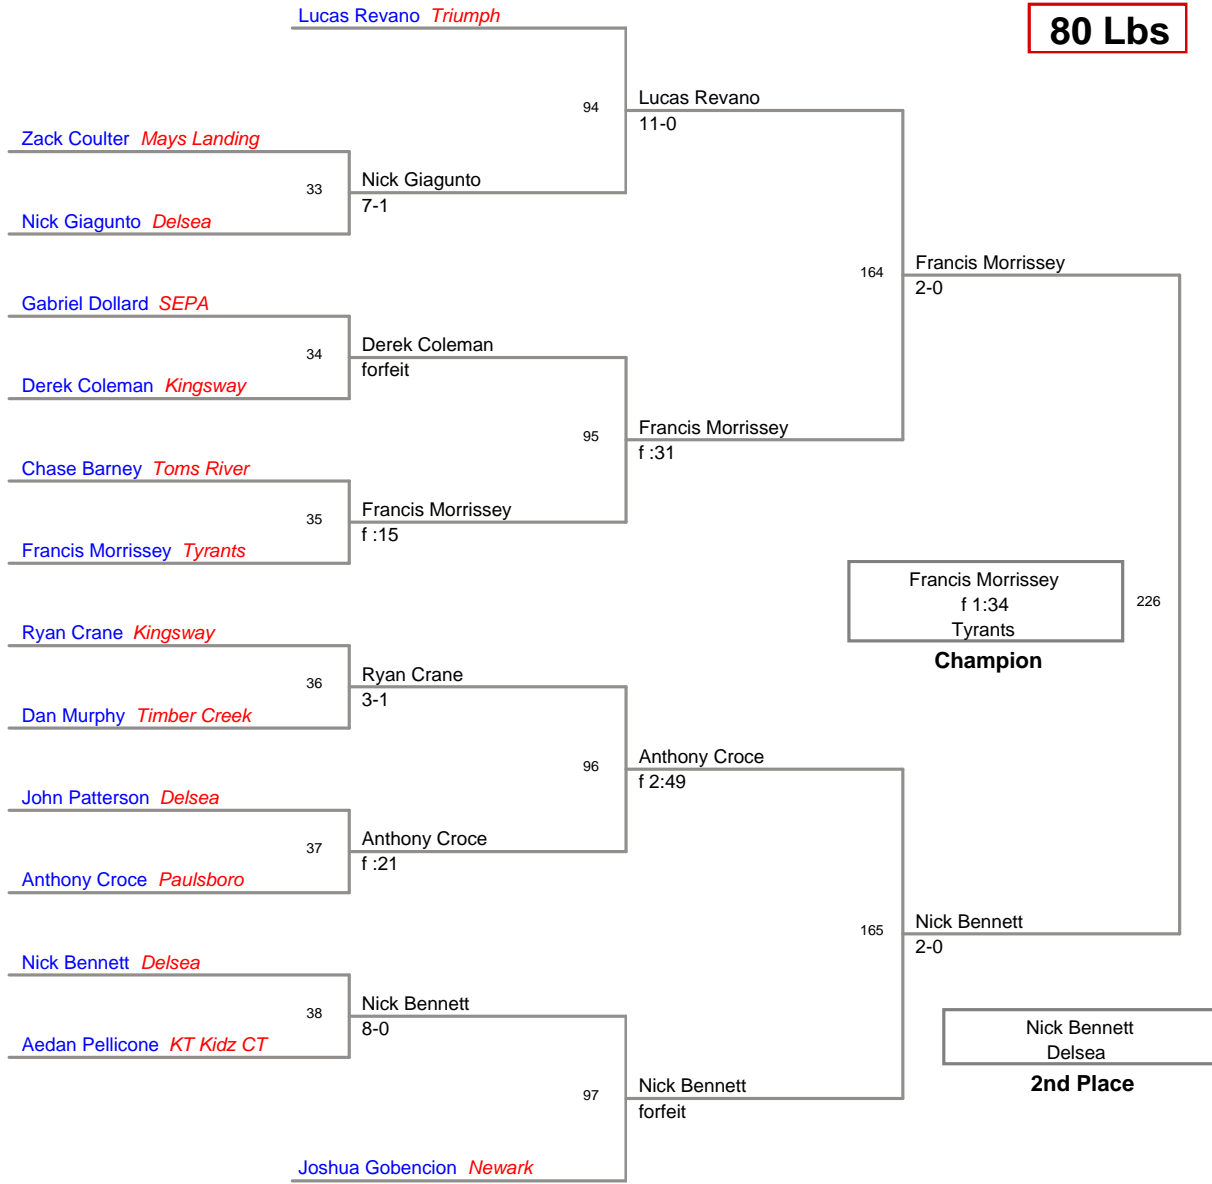 Lucas Revano Triumph
80 Lbs
94
Lucas Revano
11-0
Zack Coulter Mays Landing
33
Nick Giagunto
7-1
Nick Giagunto Delsea
164
Francis Morrissey
2-0
Gabriel Dollard SEPA
34
Derek Coleman
forfeit
Derek Coleman Kingsway
95
Francis Morrissey
f :31
Chase Barney Toms River
35
Francis Morrissey
f :15
Francis Morrissey Tyrants
Francis Morrissey
f 1:34
Tyrants
226
Champion
Ryan Crane Kingsway
36
Ryan Crane
3-1
Dan Murphy Timber Creek
96
Anthony Croce
f 2:49
John Patterson Delsea
37
Anthony Croce
f :21
Anthony Croce Paulsboro
165
Nick Bennett
2-0
Nick Bennett Delsea
38
Nick Bennett
8-0
Aedan Pellicone KT Kidz CT
Nick Bennett
Delsea
2nd Place
97
Nick Bennett
forfeit
Joshua Gobencion Newark